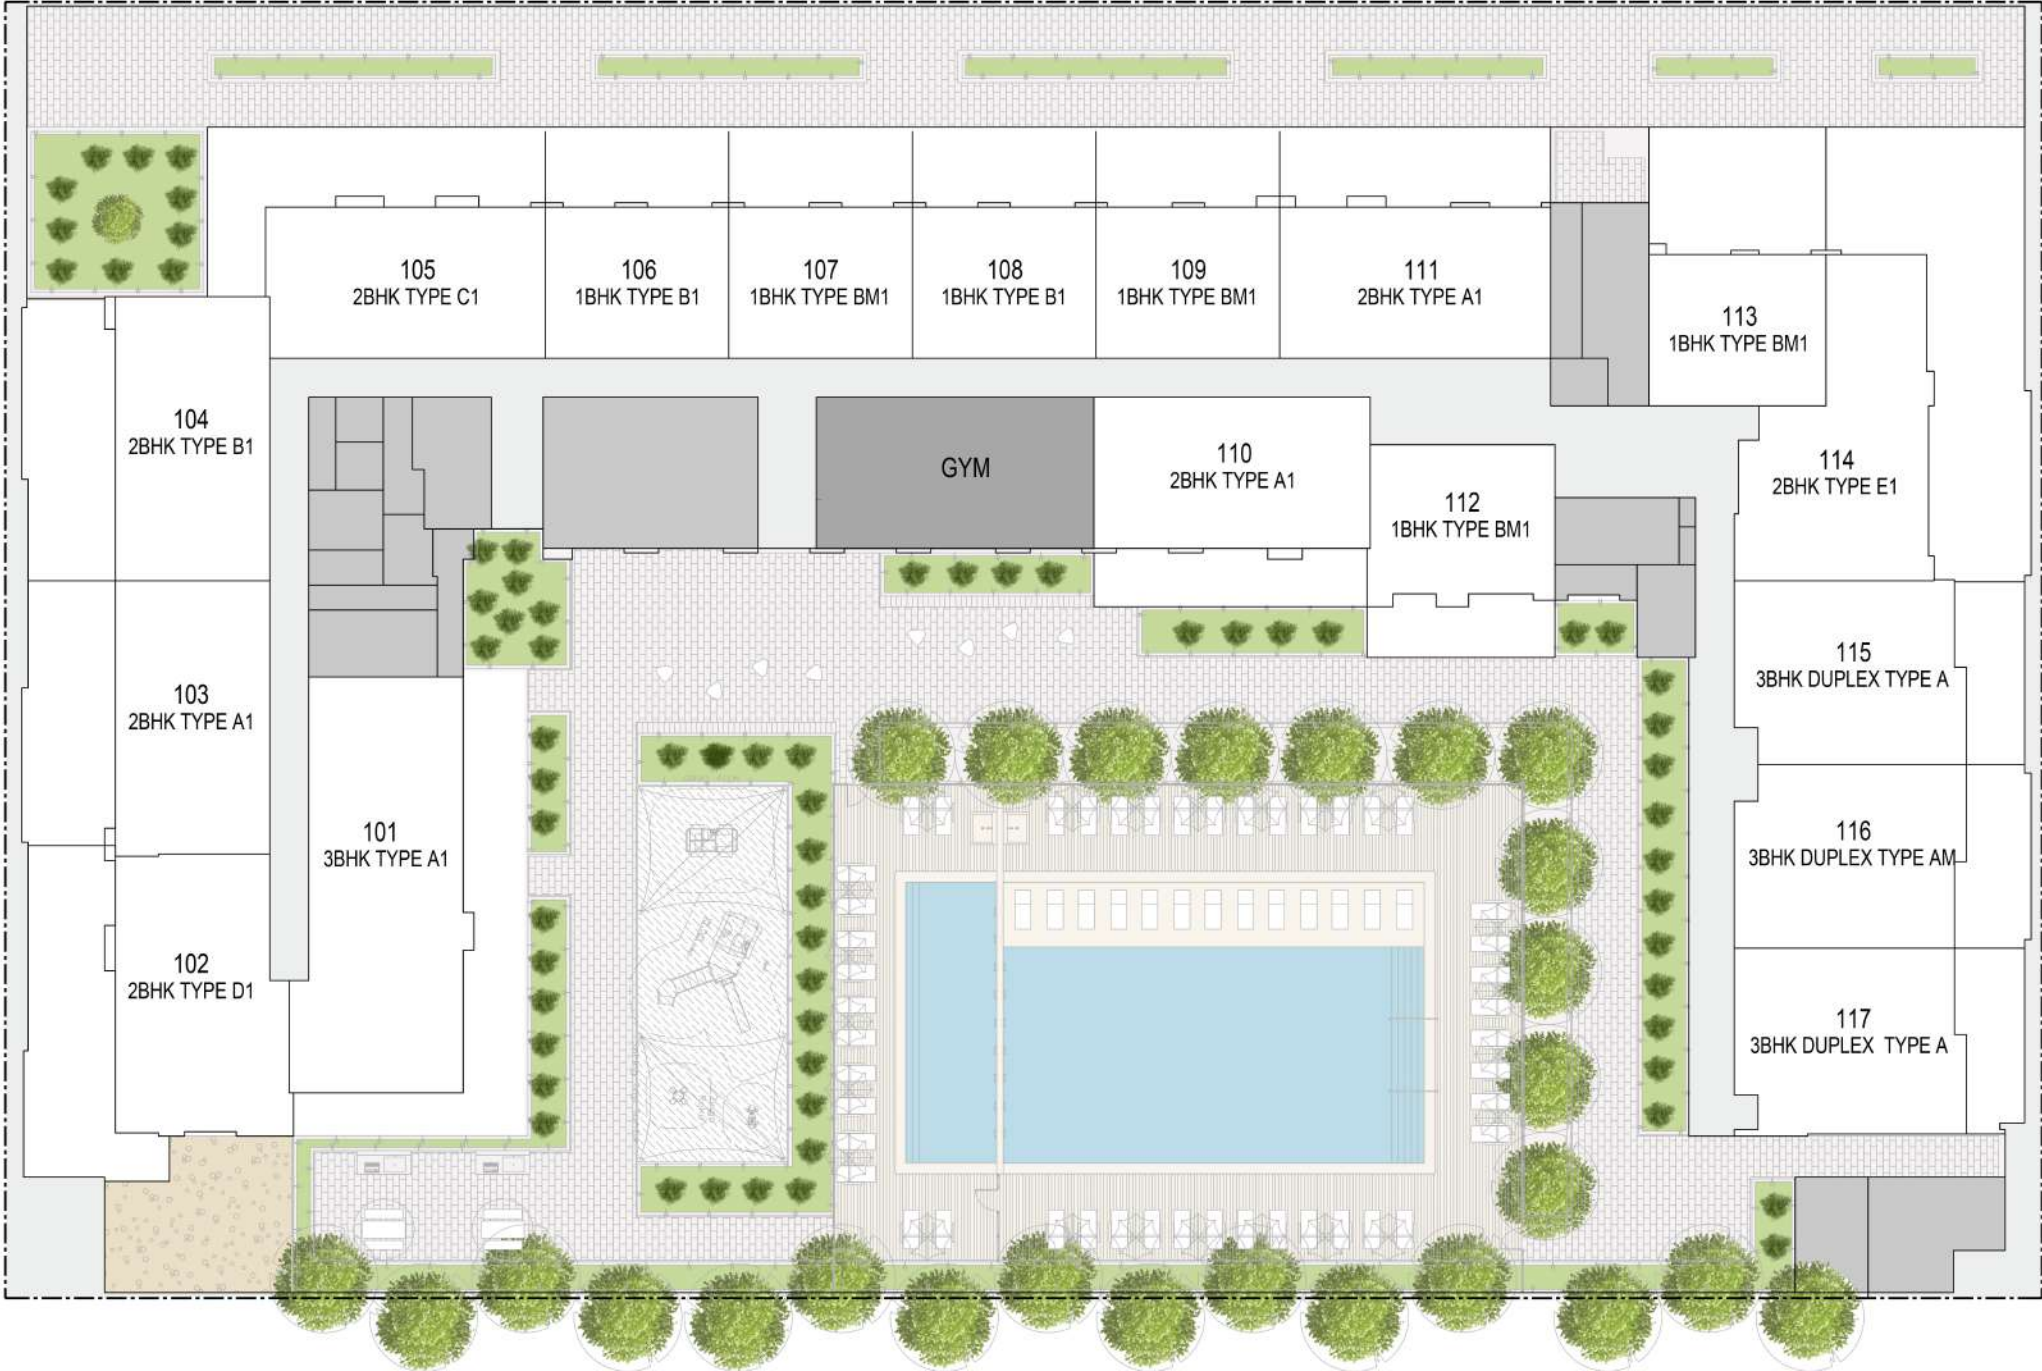 105
2BHK TYPE C1
106
1BHK TYPE B1
107
1BHK TYPE BM1
108
1BHK TYPE B1
109
1BHK TYPE BM1
111
2BHK TYPE A1
113
1BHK TYPE BM1
104
2BHK TYPE B1
GYM
110
2BHK TYPE A1
112
1BHK TYPE BM1
114
2BHK TYPE E1
103
2BHK TYPE A1
115
3BHK DUPLEX TYPE A
101
3BHK TYPE A1
116
3BHK DUPLEX TYPE AM
102
2BHK TYPE D1
117
3BHK DUPLEX TYPE A